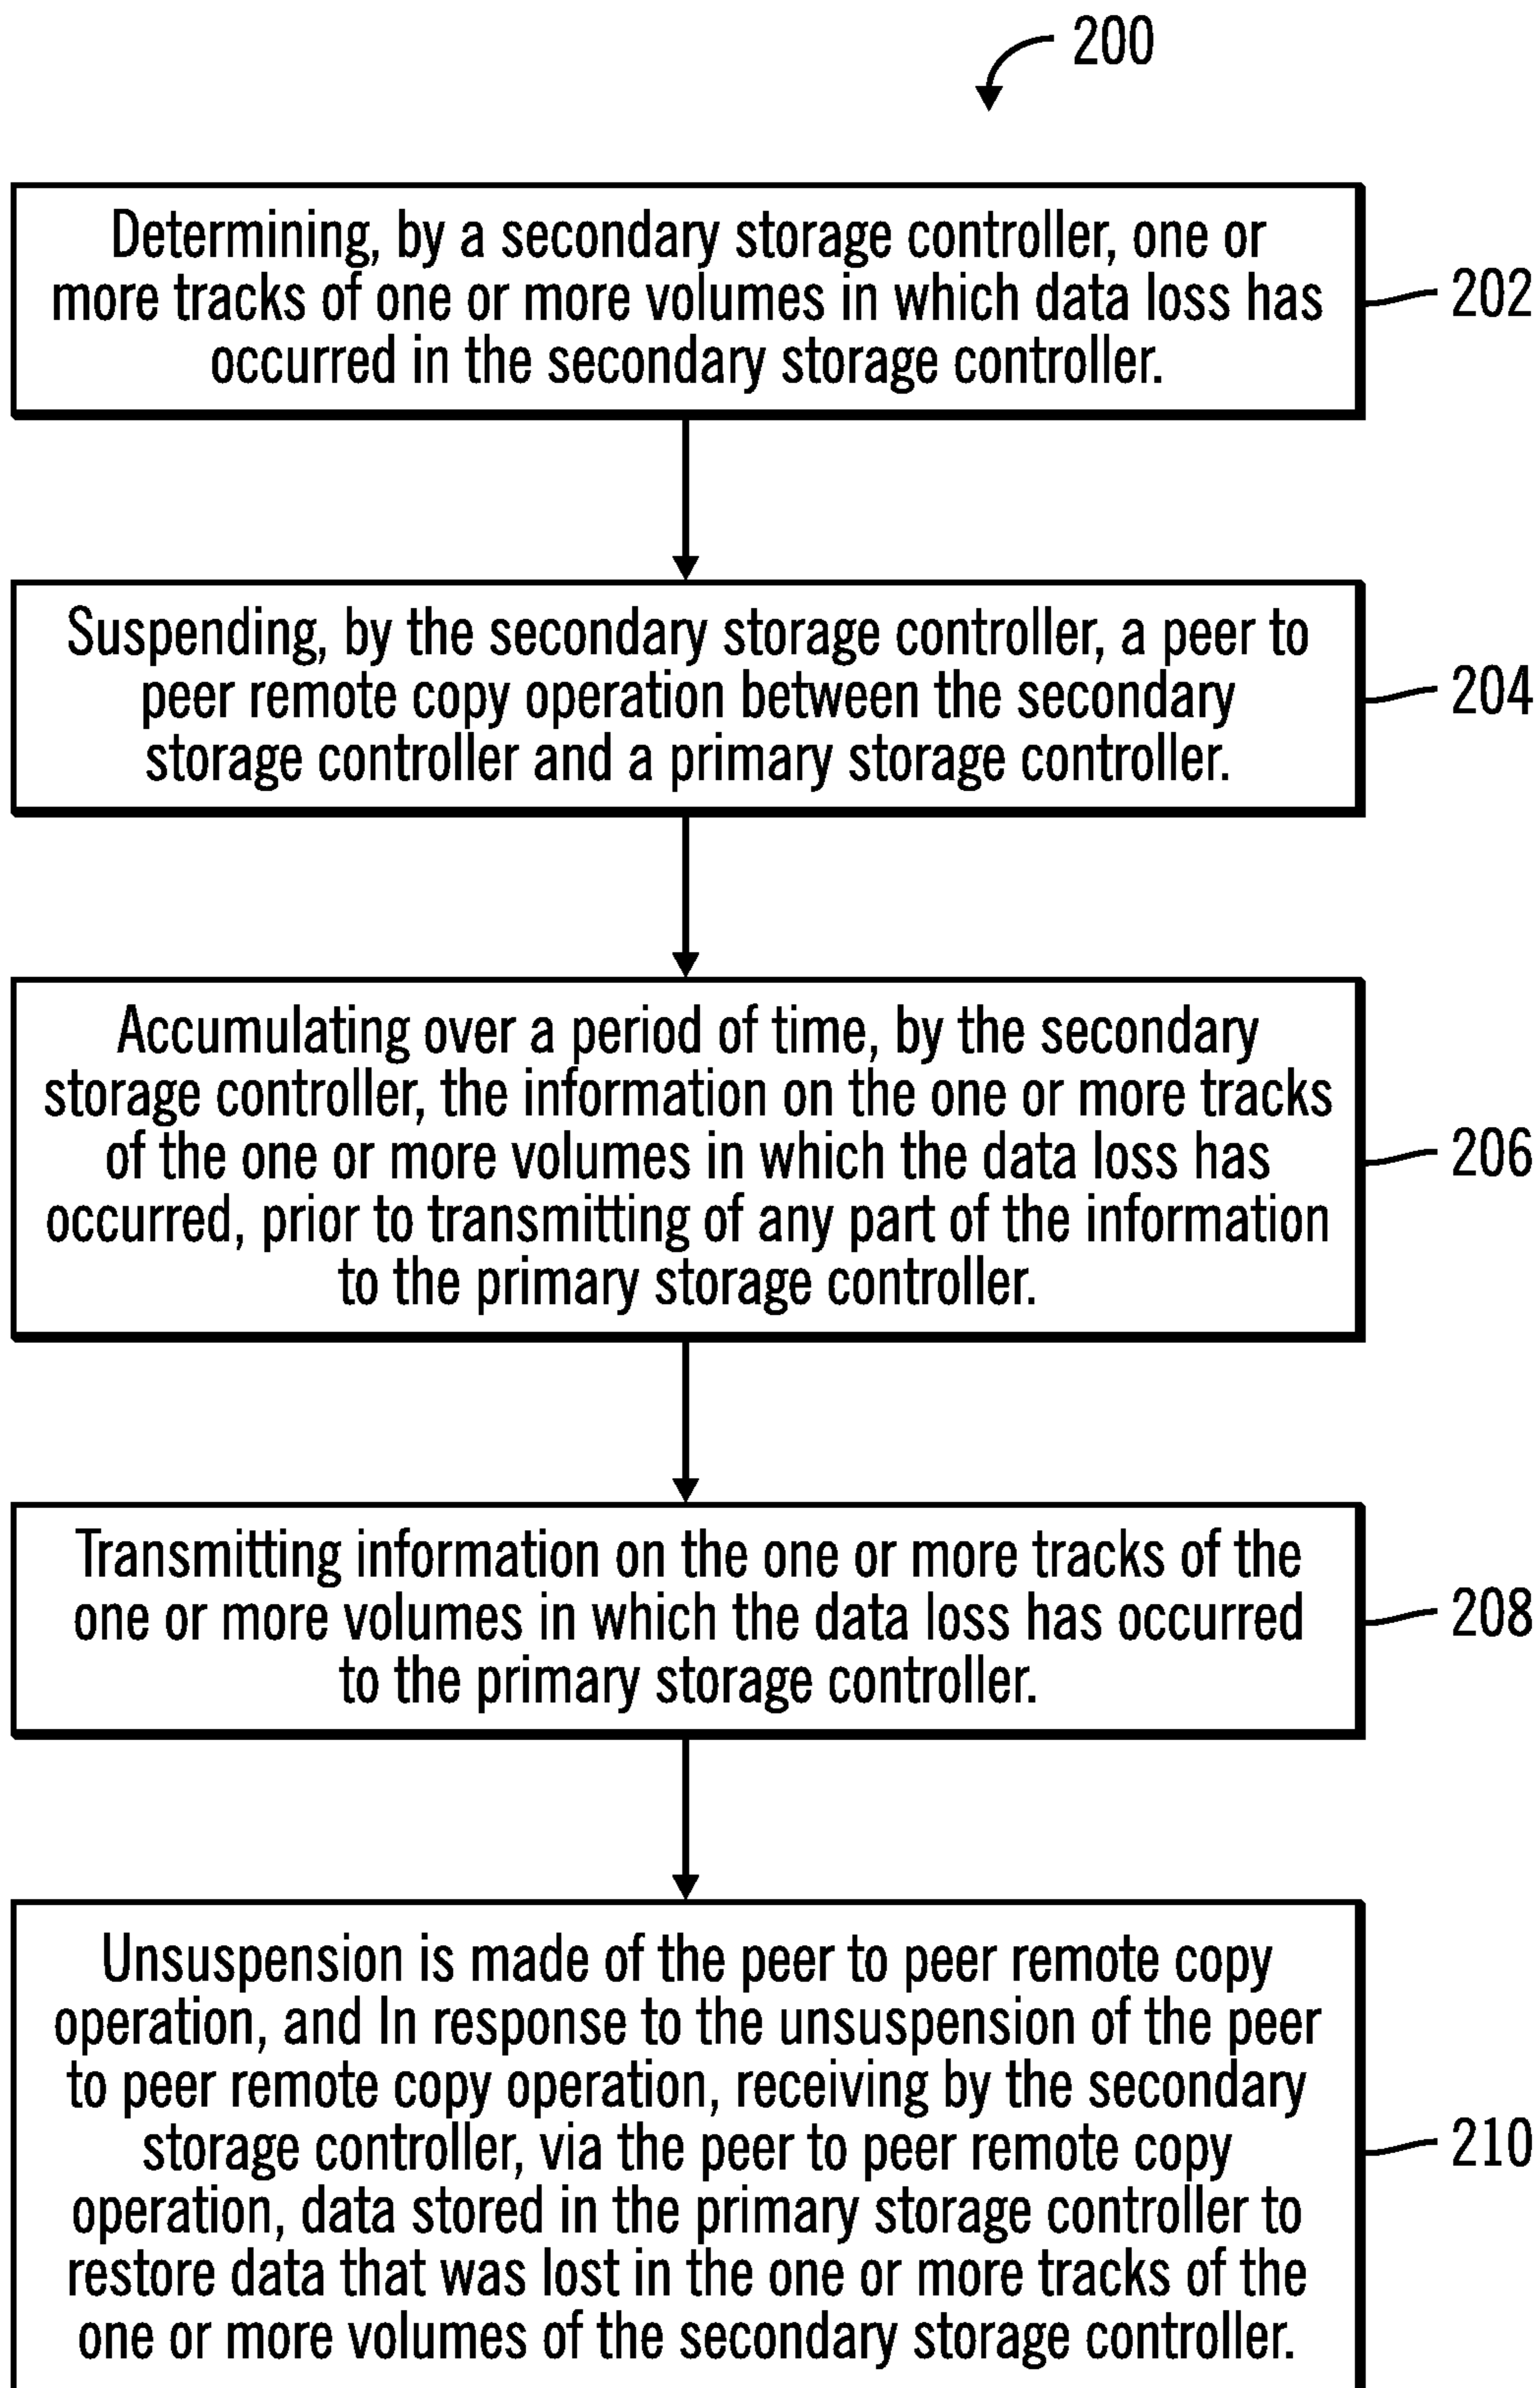 200
Determining, by a secondary storage controller, one or
more tracks of one or more volumes in which data loss has
occurred in the secondary storage controller.
202
Suspending, by the secondary storage controller, a peer to
peer remote copy operation between the secondary
storage controller and a primary storage controller.
204
Accumulating over a period of time, by the secondary
storage controller, the information on the one or more tracks
of the one or more volumes in which the data loss has
occurred, prior to transmitting of any part of the information
to the primary storage controller.
206
Transmitting information on the one or more tracks of the
one or more volumes in which the data loss has occurred
to the primary storage controller.
208
Unsuspension is made of the peer to peer remote copy
operation, and In response to the unsuspension of the peer
to peer remote copy operation, receiving by the secondary
storage controller, via the peer to peer remote copy
operation, data stored in the primary storage controller to
restore data that was lost in the one or more tracks of the
one or more volumes of the secondary storage controller.
210